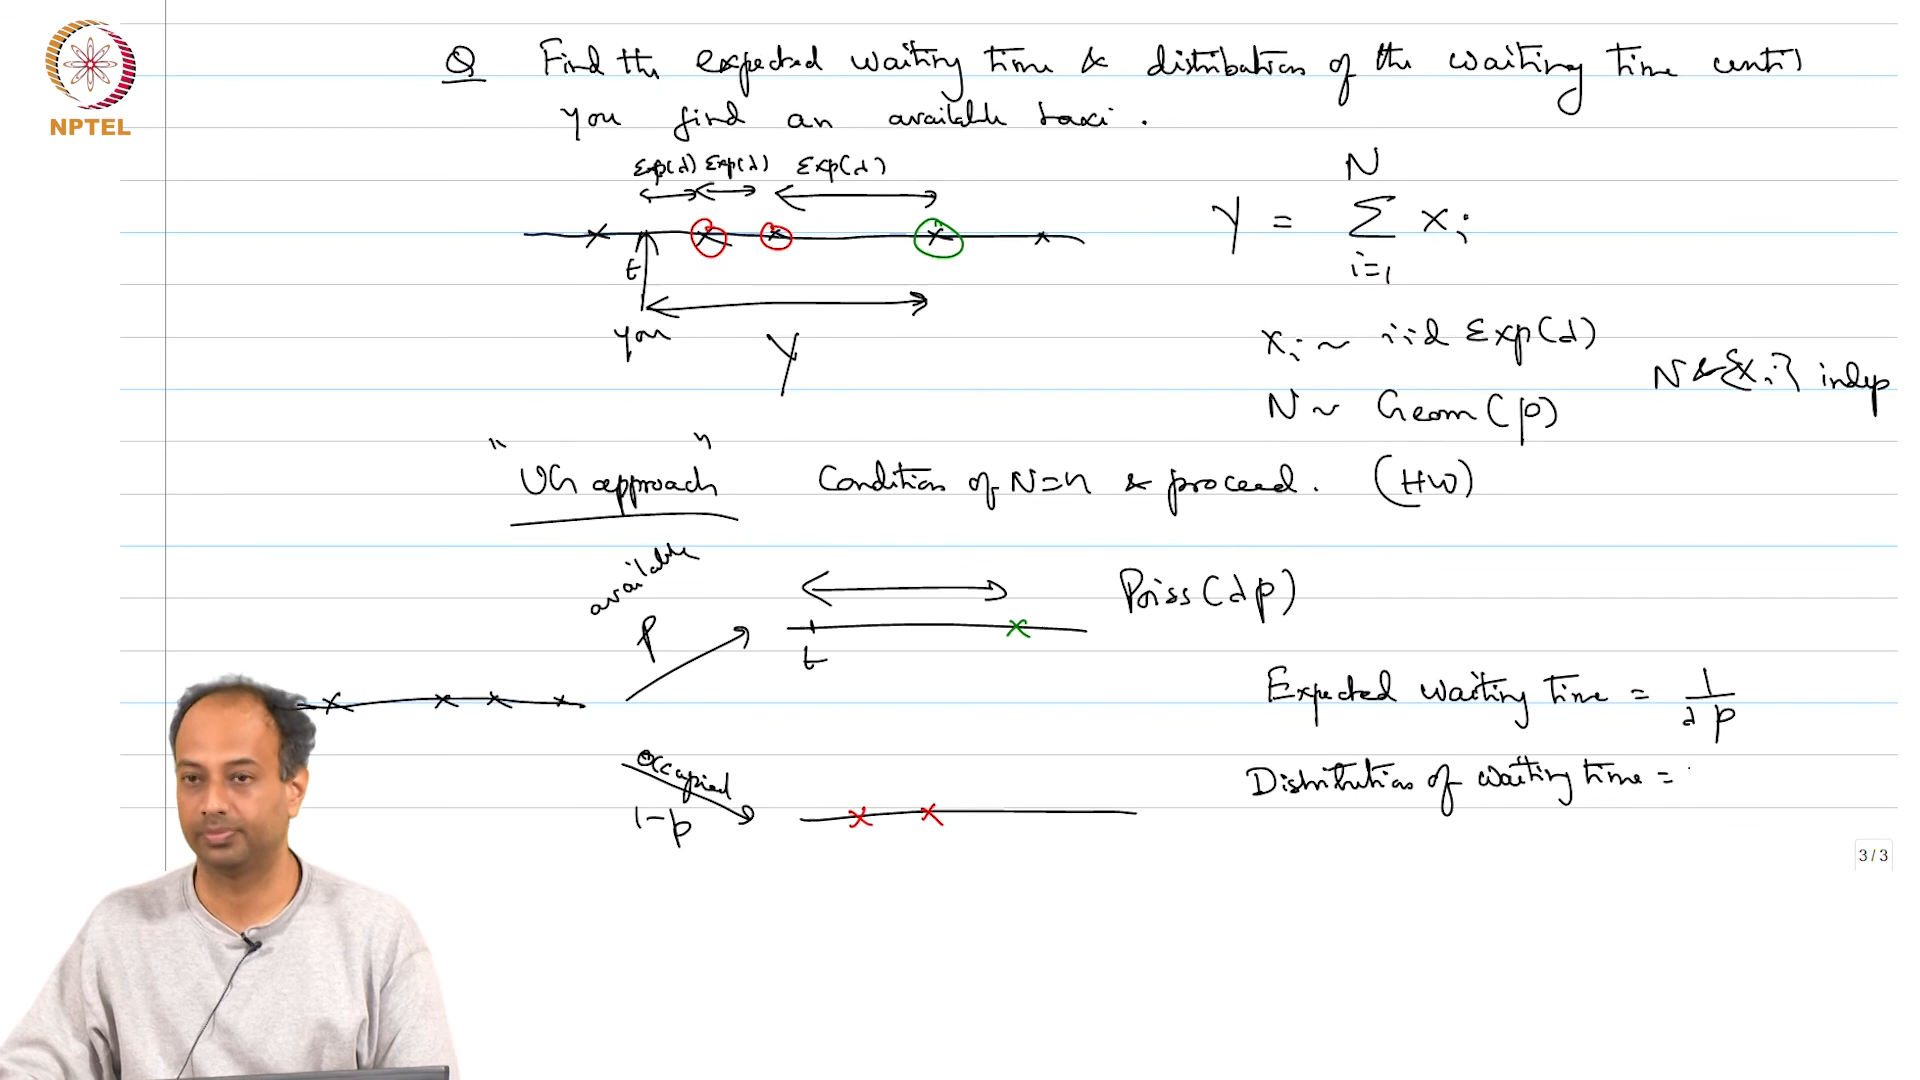 NPTEL
Q Find the expected waiting time & distribution of the waiting time until
you find an available taxi.
Exp(λ) Exp(λ) Exp(λ)
t
you
Y
Y = N Σ i=1 Xi
Xi ~ iid Exp(λ)
N ~ Geom(p)
N & {Xi} indep
"UG approach" Condition of N=n & proceed. (HW)
available
p
t
Poiss(λp)
Expected waiting time = 1/λp
occupied
1-p
Distribution of waiting time =
3 / 3